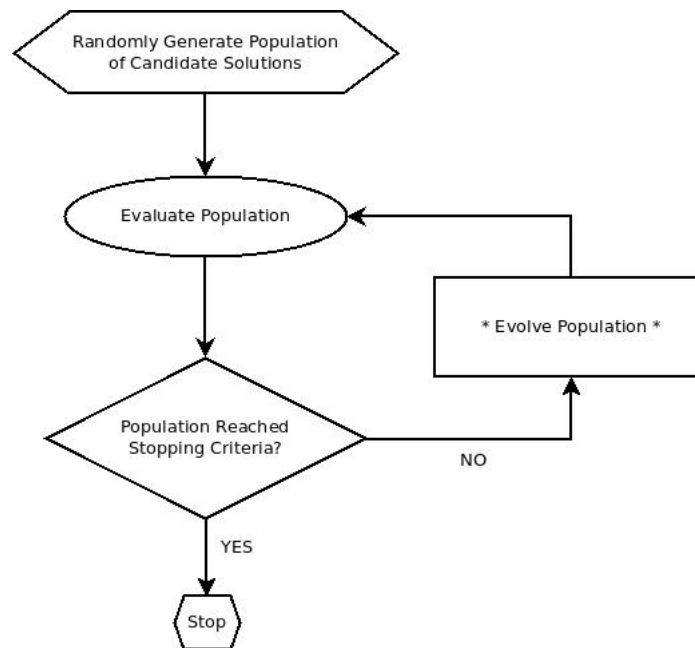 Randomly Generate Population
of Candidate Solutions
Evaluate Population
* Evolve Population *
Population Reached
Stopping Criteria?
NO
YES
Stop